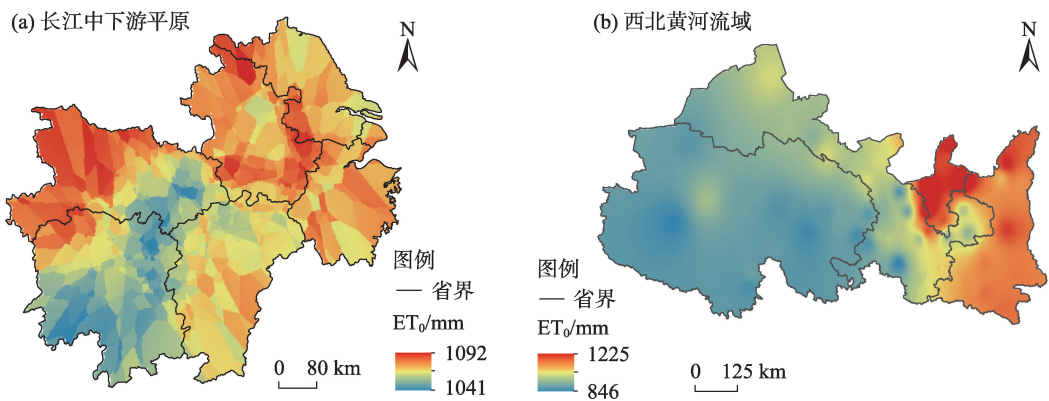 (a) 长江中下游平原
N
图例
— 省界
ET₀/mm
1092
1041
0 80 km
(b) 西北黄河流域
N
图例
— 省界
ET₀/mm
1225
846
0 125 km